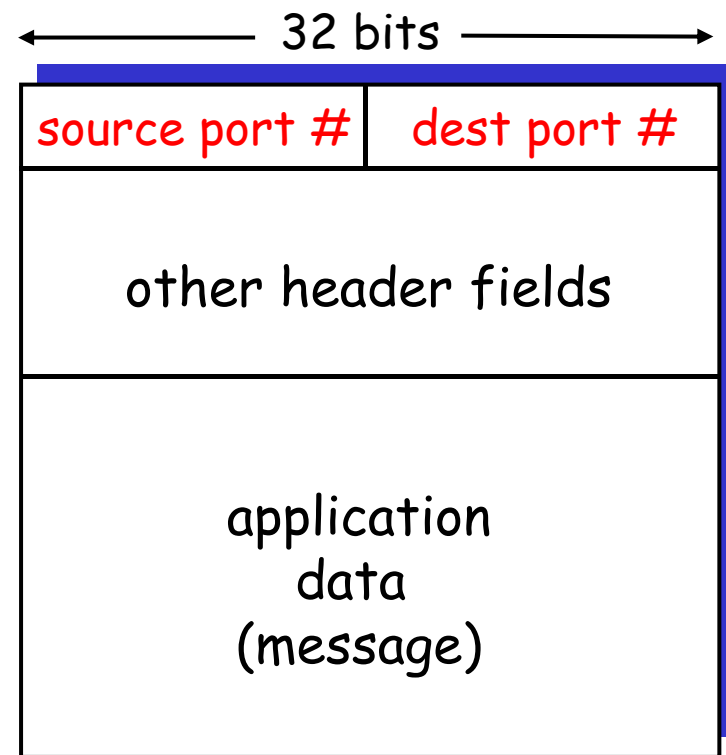 32 bits
source port #
dest port #
other header fields
application
data
(message)